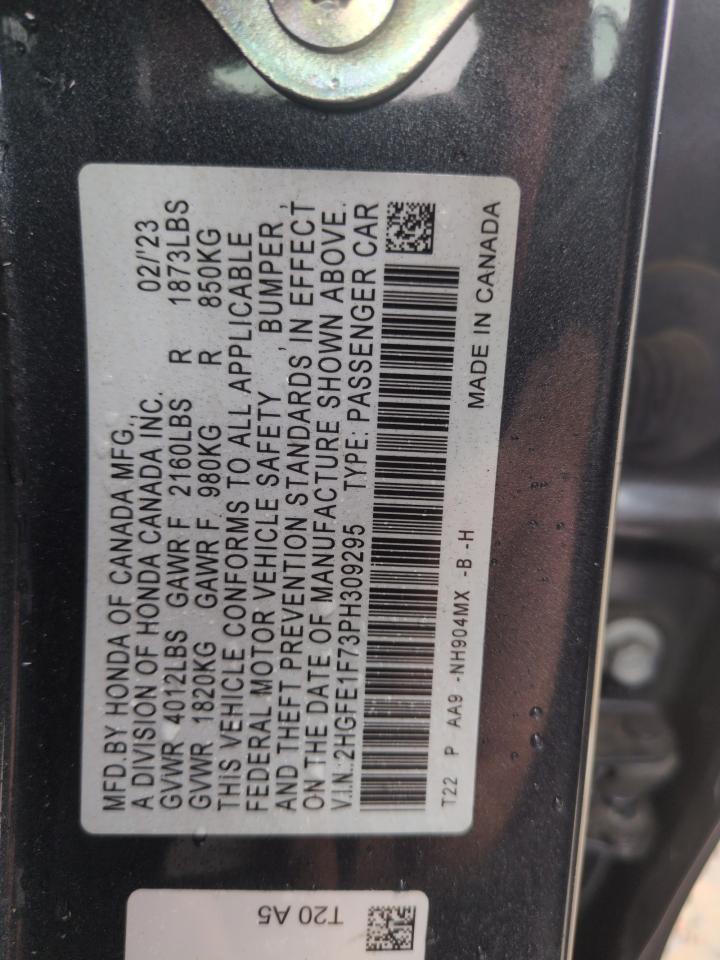 MFD.BY HONDA OF CANADA MFG., 02/'23
A DIVISION OF HONDA CANADA INC.
GVWR 4012LBS GAWR F 2160LBS R 1873LBS
GVWR 1820KG GAWR F 980KG R 850KG
THIS VEHICLE CONFORMS TO ALL APPLICABLE
FEDERAL MOTOR VEHICLE SAFETY , BUMPER ,
AND THEFT PREVENTION STANDARDS , IN EFFECT
ON THE DATE OF MANUFACTURE SHOWN ABOVE.
V.I.N.:2HGFE1F73PH309295 TYPE: PASSENGER CAR
T22 P AA9 -NH904MX -B -H MADE IN CANADA
T20 A5